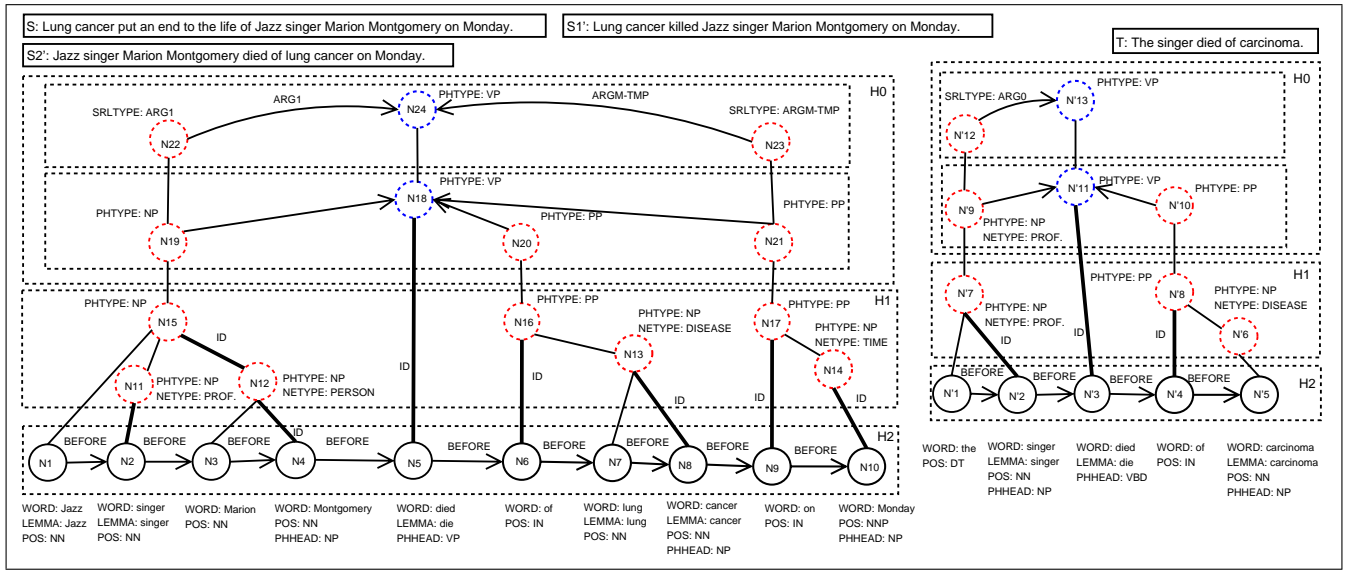 S: Lung cancer put an end to the life of Jazz singer Marion Montgomery on Monday.
S1': Lung cancer killed Jazz singer Marion Montgomery on Monday.
S2': Jazz singer Marion Montgomery died of lung cancer on Monday.
T: The singer died of carcinoma.
H0
PHTYPE: VP
ARG1
ARGM-TMP
SRLTYPE: ARG1
SRLTYPE: ARGM-TMP
N24
N22
N23
PHTYPE: VP
N18
PHTYPE: NP
PHTYPE: PP
PHTYPE: PP
N19
N20
N21
H1
PHTYPE: NP
PHTYPE: PP
PHTYPE: PP
N15
N16
N17
ID
PHTYPE: NP
NETYPE: DISEASE
PHTYPE: NP
NETYPE: TIME
N13
N14
N11
PHTYPE: NP
NETYPE: PROF.
N12
PHTYPE: NP
NETYPE: PERSON
ID
ID
ID
ID
ID
ID
H2
BEFORE
BEFORE
BEFORE
BEFORE
BEFORE
BEFORE
BEFORE
BEFORE
BEFORE
N1
N2
N3
N4
N5
N6
N7
N8
N9
N10
WORD: Jazz
LEMMA: Jazz
POS: NN
WORD: singer
LEMMA: singer
POS: NN
WORD: Marion
POS: NN
WORD: Montgomery
POS: NN
PHHEAD: NP
WORD: died
LEMMA: die
PHHEAD: VP
WORD: of
POS: IN
WORD: lung
LEMMA: lung
POS: NN
WORD: cancer
LEMMA: cancer
POS: NN
PHHEAD: NP
WORD: on
POS: IN
WORD: Monday
POS: NNP
PHHEAD: NP
H0
PHTYPE: VP
SRLTYPE: ARG0
N'13
N'12
PHTYPE: VP
N'11
PHTYPE: PP
N'9
N'10
PHTYPE: NP
NETYPE: PROF.
H1
PHTYPE: PP
PHTYPE: NP
NETYPE: DISEASE
N'7
N'8
PHTYPE: NP
NETYPE: PROF.
N'6
ID
ID
ID
H2
BEFORE
BEFORE
BEFORE
BEFORE
N'1
N'2
N'3
N'4
N'5
WORD: the
POS: DT
WORD: singer
LEMMA: singer
POS: NN
PHHEAD: NP
WORD: died
LEMMA: die
PHHEAD: VBD
WORD: of
POS: IN
WORD: carcinoma
LEMMA: carcinoma
POS: NN
PHHEAD: NP